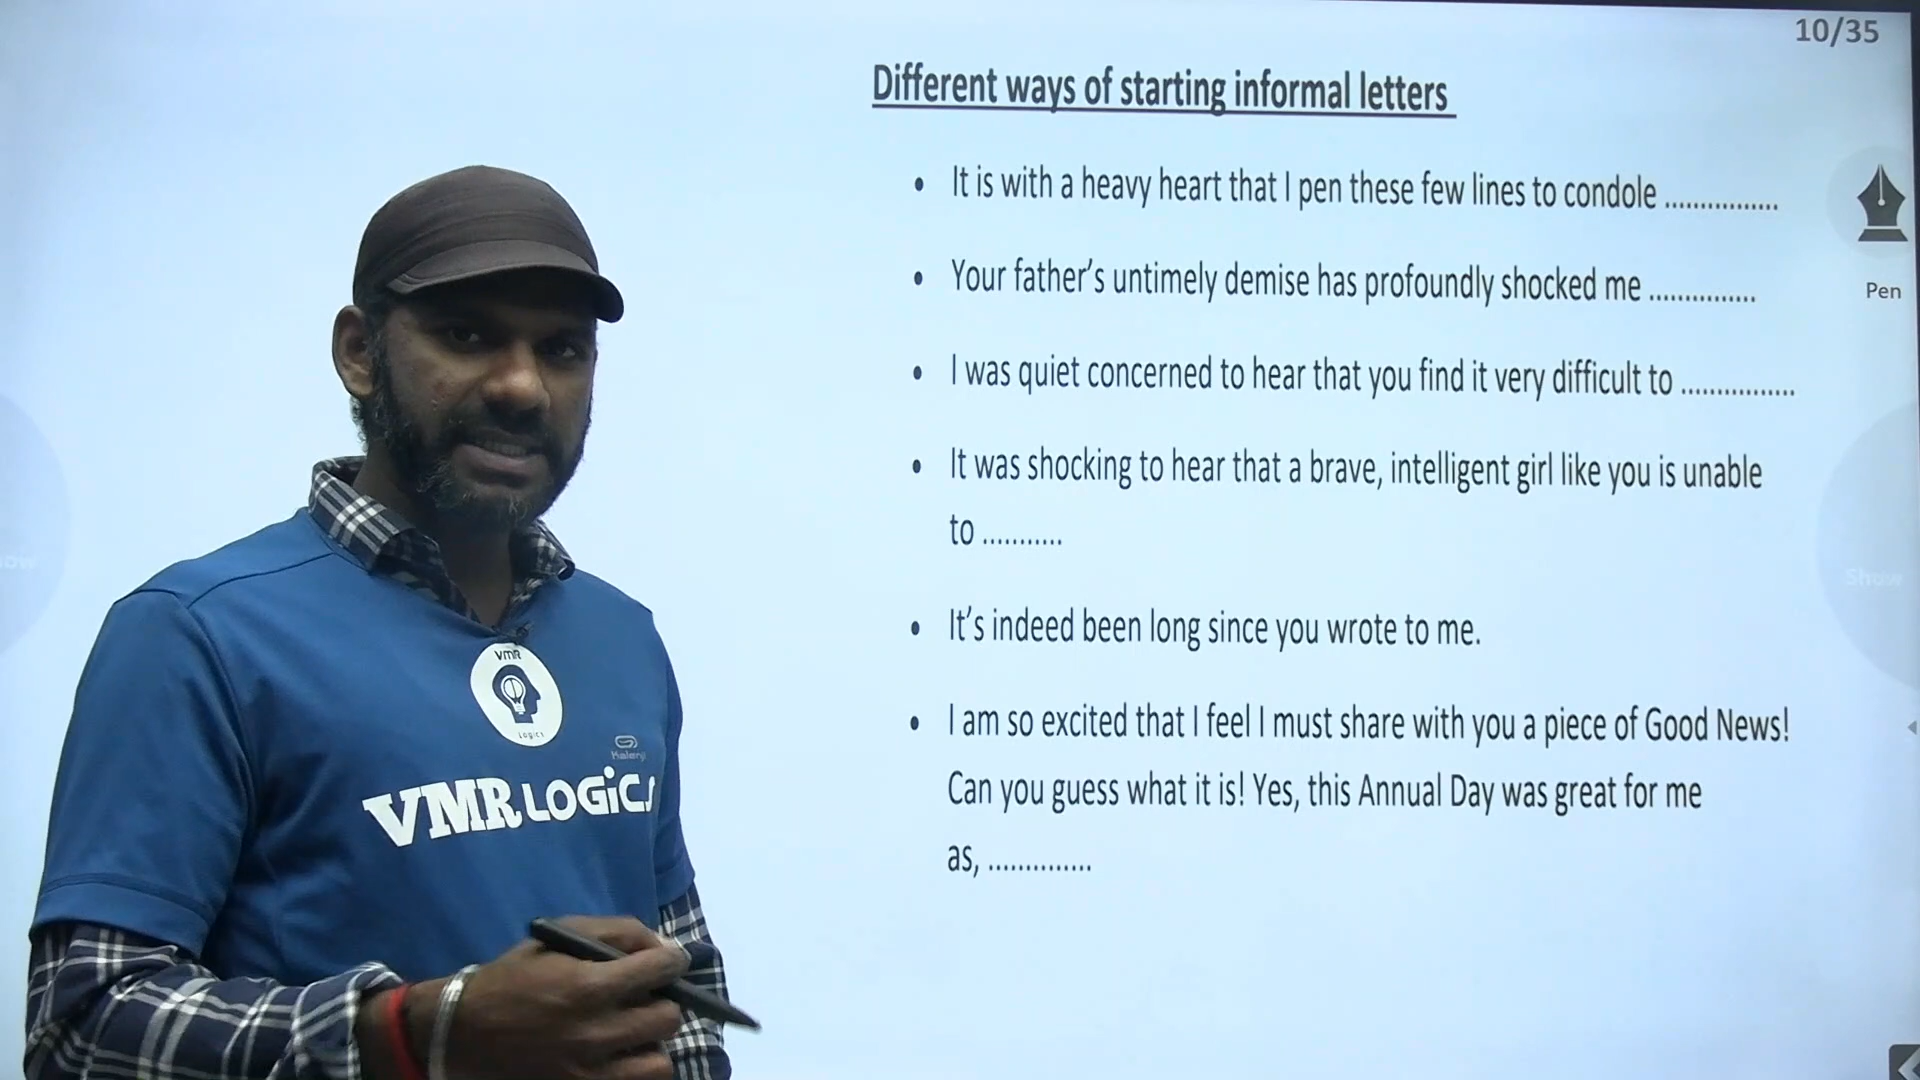 10/35
Different ways of starting informal letters
• It is with a heavy heart that I pen these few lines to condole ................
• Your father's untimely demise has profoundly shocked me ...............
Pen
• I was quiet concerned to hear that you find it very difficult to ................
• It was shocking to hear that a brave, intelligent girl like you is unable
to ...........
Show
• It's indeed been long since you wrote to me.
• I am so excited that I feel I must share with you a piece of Good News!
Can you guess what it is! Yes, this Annual Day was great for me
as, ...............
VMR
Logics
VMR LOGiCS